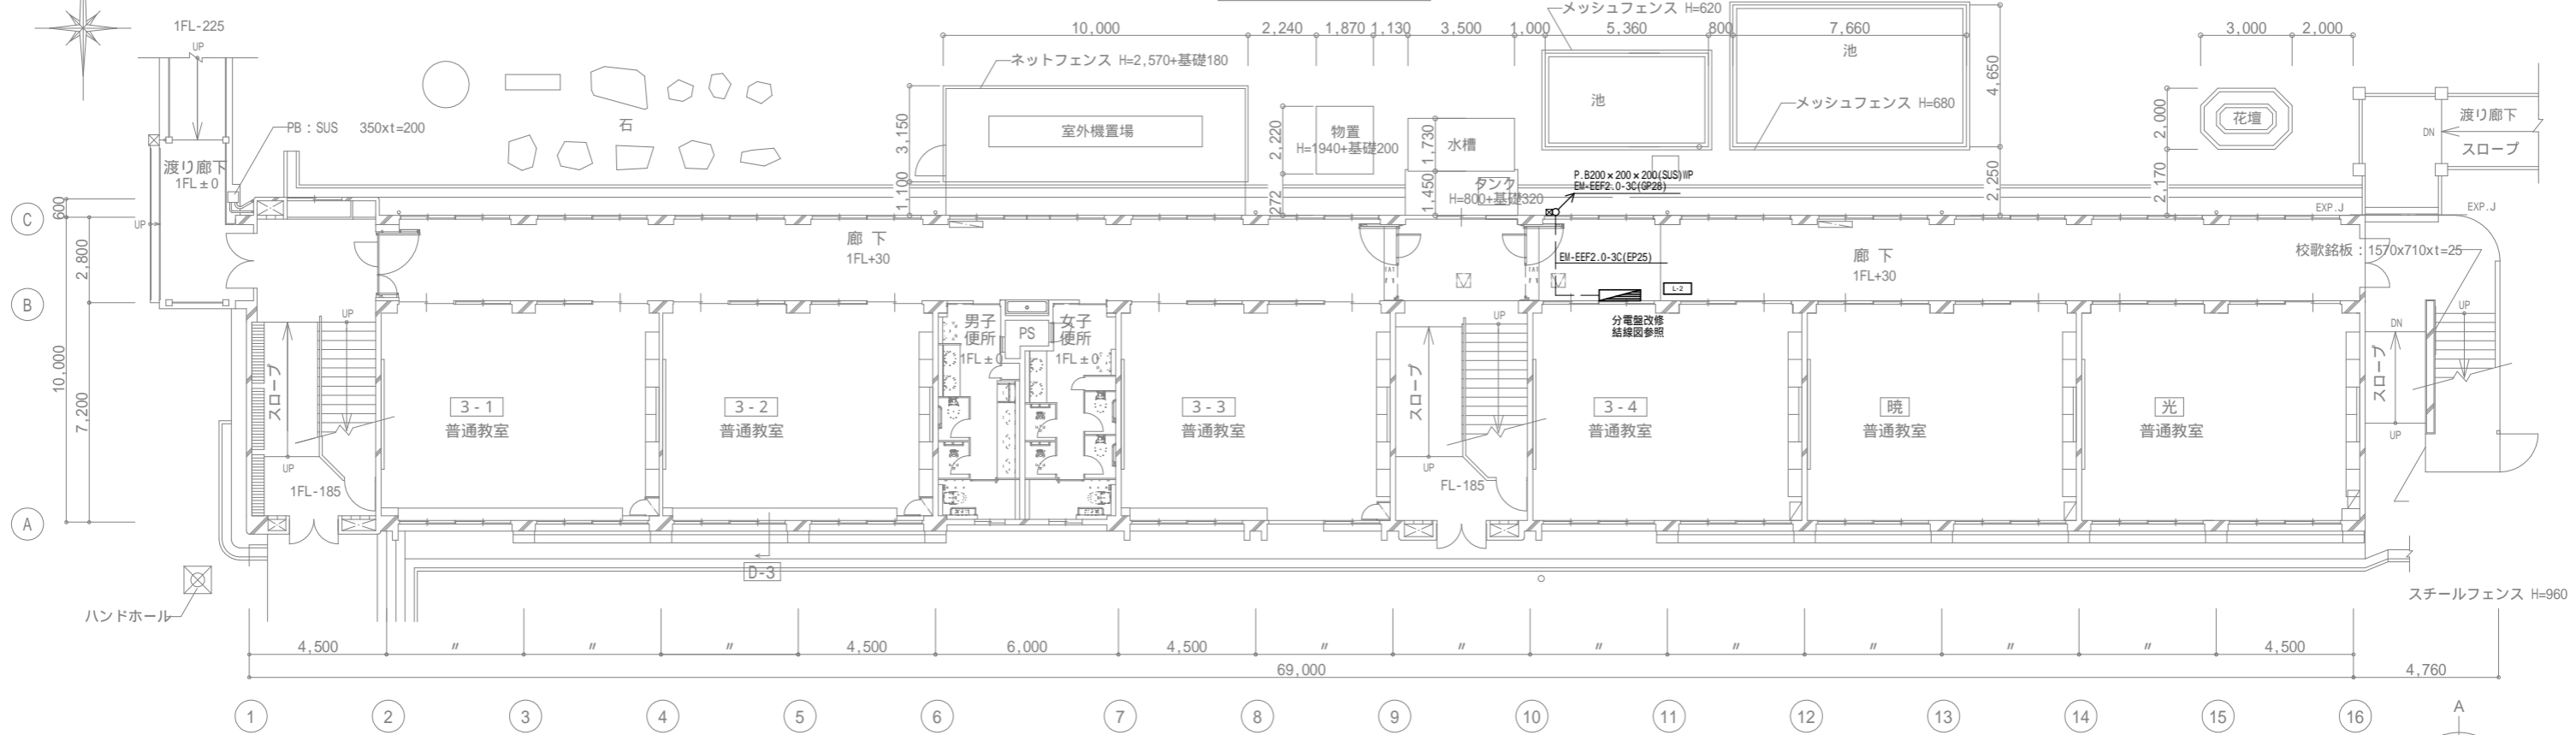 1FL-225
UP
10,000
2,240
1,870
1,130
3,500
1,000
メッシュフェンス H=620
5,360
800
7,660
池
4,650
3,000
2,000
ネットフェンス H=2,570+基礎180
メッシュフェンス H=680
池
石
PB：SUS 350xt=200
3,150
室外機置場
2,220
物置
H=1940+基礎200
1,730
水槽
2,000
花壇
渡り廊下
DN
スロープ
渡り廊下
1FL±0
1,100
272
1,450
タンク
H=800+基礎320
P.B200×200×200(SUS)WP
EM-EEF2.0-3C(GP28)
2,250
2,170
EXP.J
EXP.J
C
600
UP
2,800
廊 下
1FL+30
EM-EEF2.0-3C(EP25)
廊 下
1FL+30
校歌銘板：1570x710xt=25
B
L-2
分電盤改修
結線図参照
10,000
7,200
UP
スロープ
UP
1FL-185
3-1
普通教室
3-2
普通教室
男子
便所
1FL±0
PS
女子
便所
1FL±0
3-3
普通教室
UP
スロープ
UP
FL-185
3-4
普通教室
暁
普通教室
光
普通教室
DN
スロープ
UP
UP
A
D-3
ハンドホール
スチールフェンス H=960
4,500
〃
〃
〃
4,500
6,000
4,500
〃
〃
〃
〃
〃
〃
〃
4,500
69,000
4,760
1
2
3
4
5
6
7
8
9
10
11
12
13
14
15
16
A